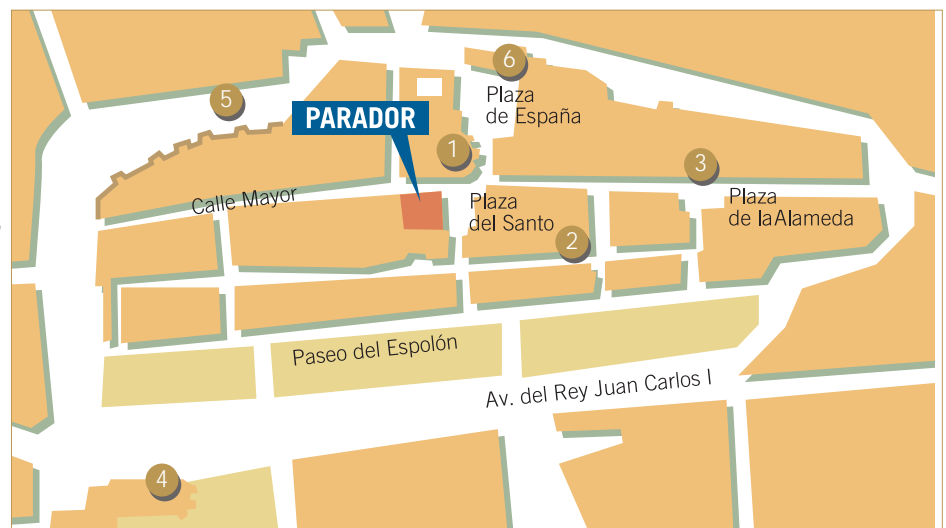 6
Plaza
de España
5
PARADOR
1
3
Calle Mayor
Plaza
del Santo
Plaza
de laAlameda
2
Paseo del Espolón
Av. del Rey Juan Carlos I
4